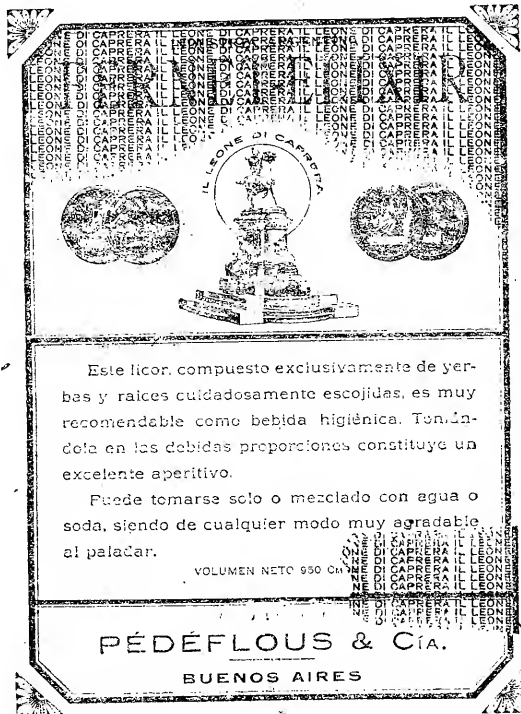 IL LEONE DI CAPRERA
Este licor, compuesto exclusivamente de yer-
bas y raices cuidadosamente escojidas, es muy
recomendable como bebida higiénica. Tomán-
dola en las debidas proporciones constituye un
excelente aperitivo.
Puede tomarse solo o mezclado con agua o
soda, siendo de cualquier modo muy agradable
al paladar.
VOLUMEN NETO 950 CM
PÉDÉFLOUS & CÍA.
BUENOS AIRES